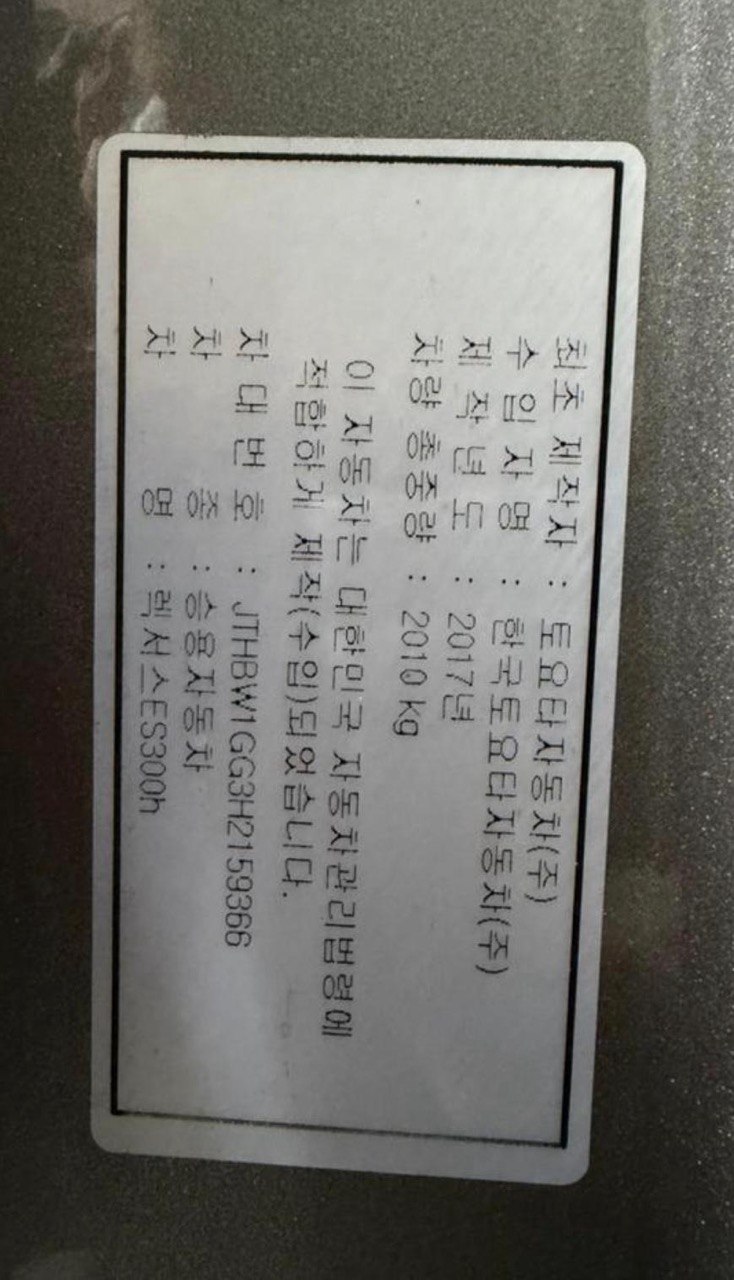 최초 제작자 : 토요타자동차(주)
수 입 자 명 : 한국토요타자동차(주)
제 작 년 도 : 2017년
차량 총중량 : 2010 kg
이 자동차는 대한민국 자동차관리법령에
적합하게 제작(수입)되었습니다.
차 대 번 호 : JTHBW1GG3H2159366
차 종 : 승용자동차
차 명 : 렉서스ES300h